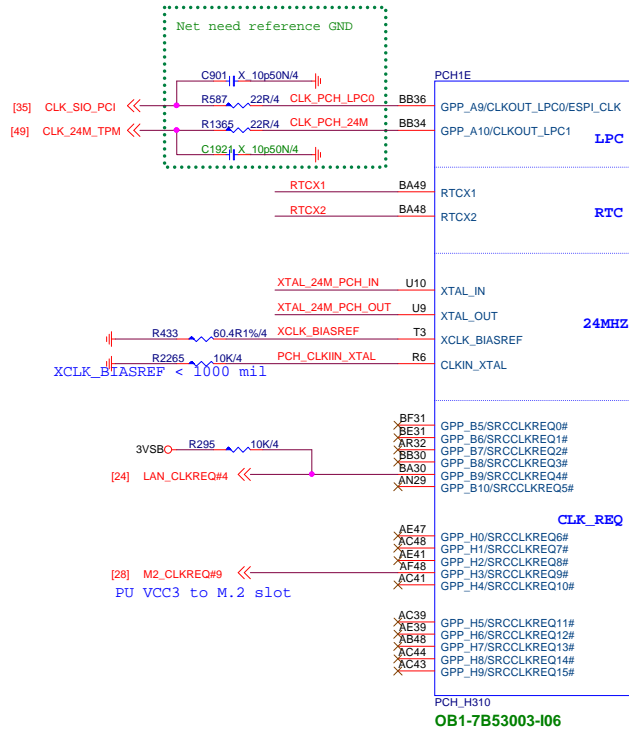 Net need reference GND
C901 X_10p50N/4
PCH1E
[35] CLK_SIO_PCI R587 22R/4 CLK_PCH_LPC0 BB36 GPP_A9/CLKOUT_LPC0/ESPI_CLK
[49] CLK_24M_TPM R1365 22R/4 CLK_PCH_24M BB34 GPP_A10/CLKOUT_LPC1
LPC
C1921 X_10p50N/4
RTCX1 BA49 RTCX1
RTCX2 BA48 RTCX2
RTC
XTAL_24M_PCH_IN U10 XTAL_IN
XTAL_24M_PCH_OUT U9 XTAL_OUT
24MHZ
R433 60.4R1%/4 XCLK_BIASREF T3 XCLK_BIASREF
R2265 10K/4 PCH_CLKIIN_XTAL R6 CLKIN_XTAL
XCLK_BIASREF < 1000 mil
BF31 GPP_B5/SRCCLKREQ0#
BE31 GPP_B6/SRCCLKREQ1#
AR32 GPP_B7/SRCCLKREQ2#
3VSB R295 10K/4
BB30 GPP_B8/SRCCLKREQ3#
[24] LAN_CLKREQ#4 BA30 GPP_B9/SRCCLKREQ4#
AN29 GPP_B10/SRCCLKREQ5#
CLK_REQ
AE47 GPP_H0/SRCCLKREQ6#
AC48 GPP_H1/SRCCLKREQ7#
AE41 GPP_H2/SRCCLKREQ8#
[28] M2_CLKREQ#9 AF48 GPP_H3/SRCCLKREQ9#
AC41 GPP_H4/SRCCLKREQ10#
PU VCC3 to M.2 slot
AC39 GPP_H5/SRCCLKREQ11#
AE39 GPP_H6/SRCCLKREQ12#
AB48 GPP_H7/SRCCLKREQ13#
AC44 GPP_H8/SRCCLKREQ14#
AC43 GPP_H9/SRCCLKREQ15#
PCH_H310
OB1-7B53003-I06